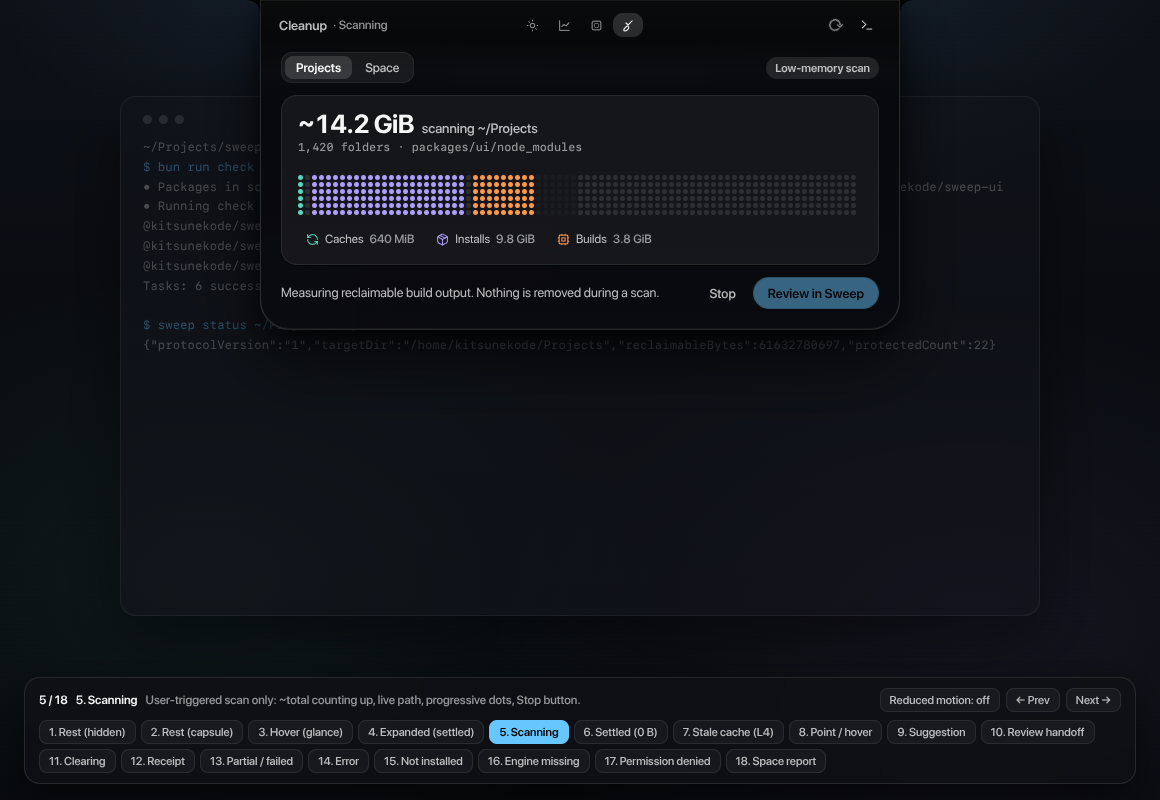 Cleanup · Scanning
Projects Space Low-memory scan
~14.2 GiB scanning ~/Projects
1,420 folders · packages/ui/node_modules
Caches 640 MiB Installs 9.8 GiB Builds 3.8 GiB
Measuring reclaimable build output. Nothing is removed during a scan. Stop Review in Sweep
~/Projects/sweep
$ bun run check
• Packages in sc ekode/sweep-ui
• Running check
@kitsunekode/swe
@kitsunekode/swe
@kitsunekode/swe
Tasks: 6 success
$ sweep status ~/
{"protocolVersion":"1","targetDir":"/home/kitsunekode/Projects","reclaimableBytes":61632780697,"protectedCount":22}
5 / 18 5. Scanning User-triggered scan only: ~total counting up, live path, progressive dots, Stop button. Reduced motion: off ← Prev Next →
1. Rest (hidden) 2. Rest (capsule) 3. Hover (glance) 4. Expanded (settled) 5. Scanning 6. Settled (0 B) 7. Stale cache (L4) 8. Point / hover 9. Suggestion 10. Review handoff
11. Clearing 12. Receipt 13. Partial / failed 14. Error 15. Not installed 16. Engine missing 17. Permission denied 18. Space report